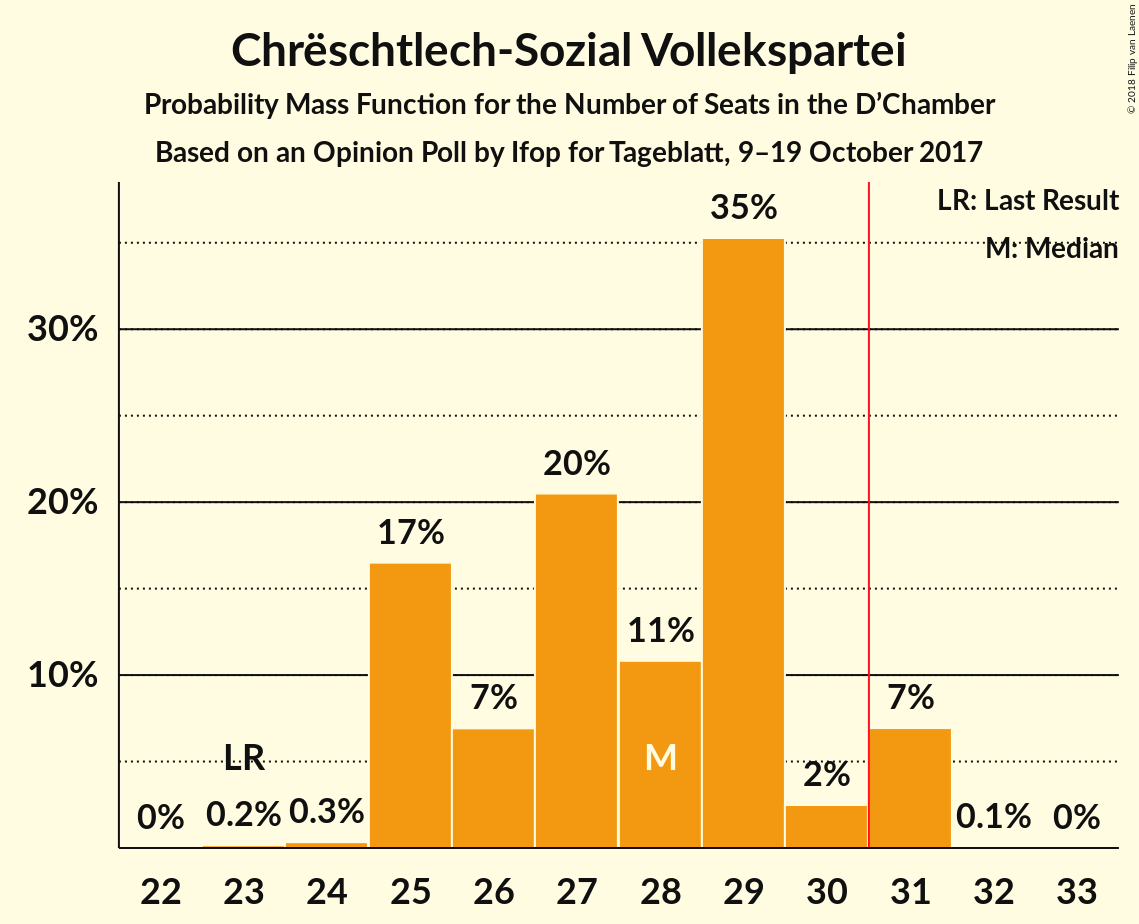 Chrëschtlech-Sozial Vollekspartei
Probability Mass Function for the Number of Seats in the D’Chamber
Based on an Opinion Poll by Ifop for Tageblatt, 9–19 October 2017
© 2018 Filip van Laenen
LR: Last Result
M: Median
35%
30%
20%
20%
17%
11%
10%
7%
7%
LR
M
2%
0%
0.2%
0.3%
0.1%
0%
22 23 24 25 26 27 28 29 30 31 32 33